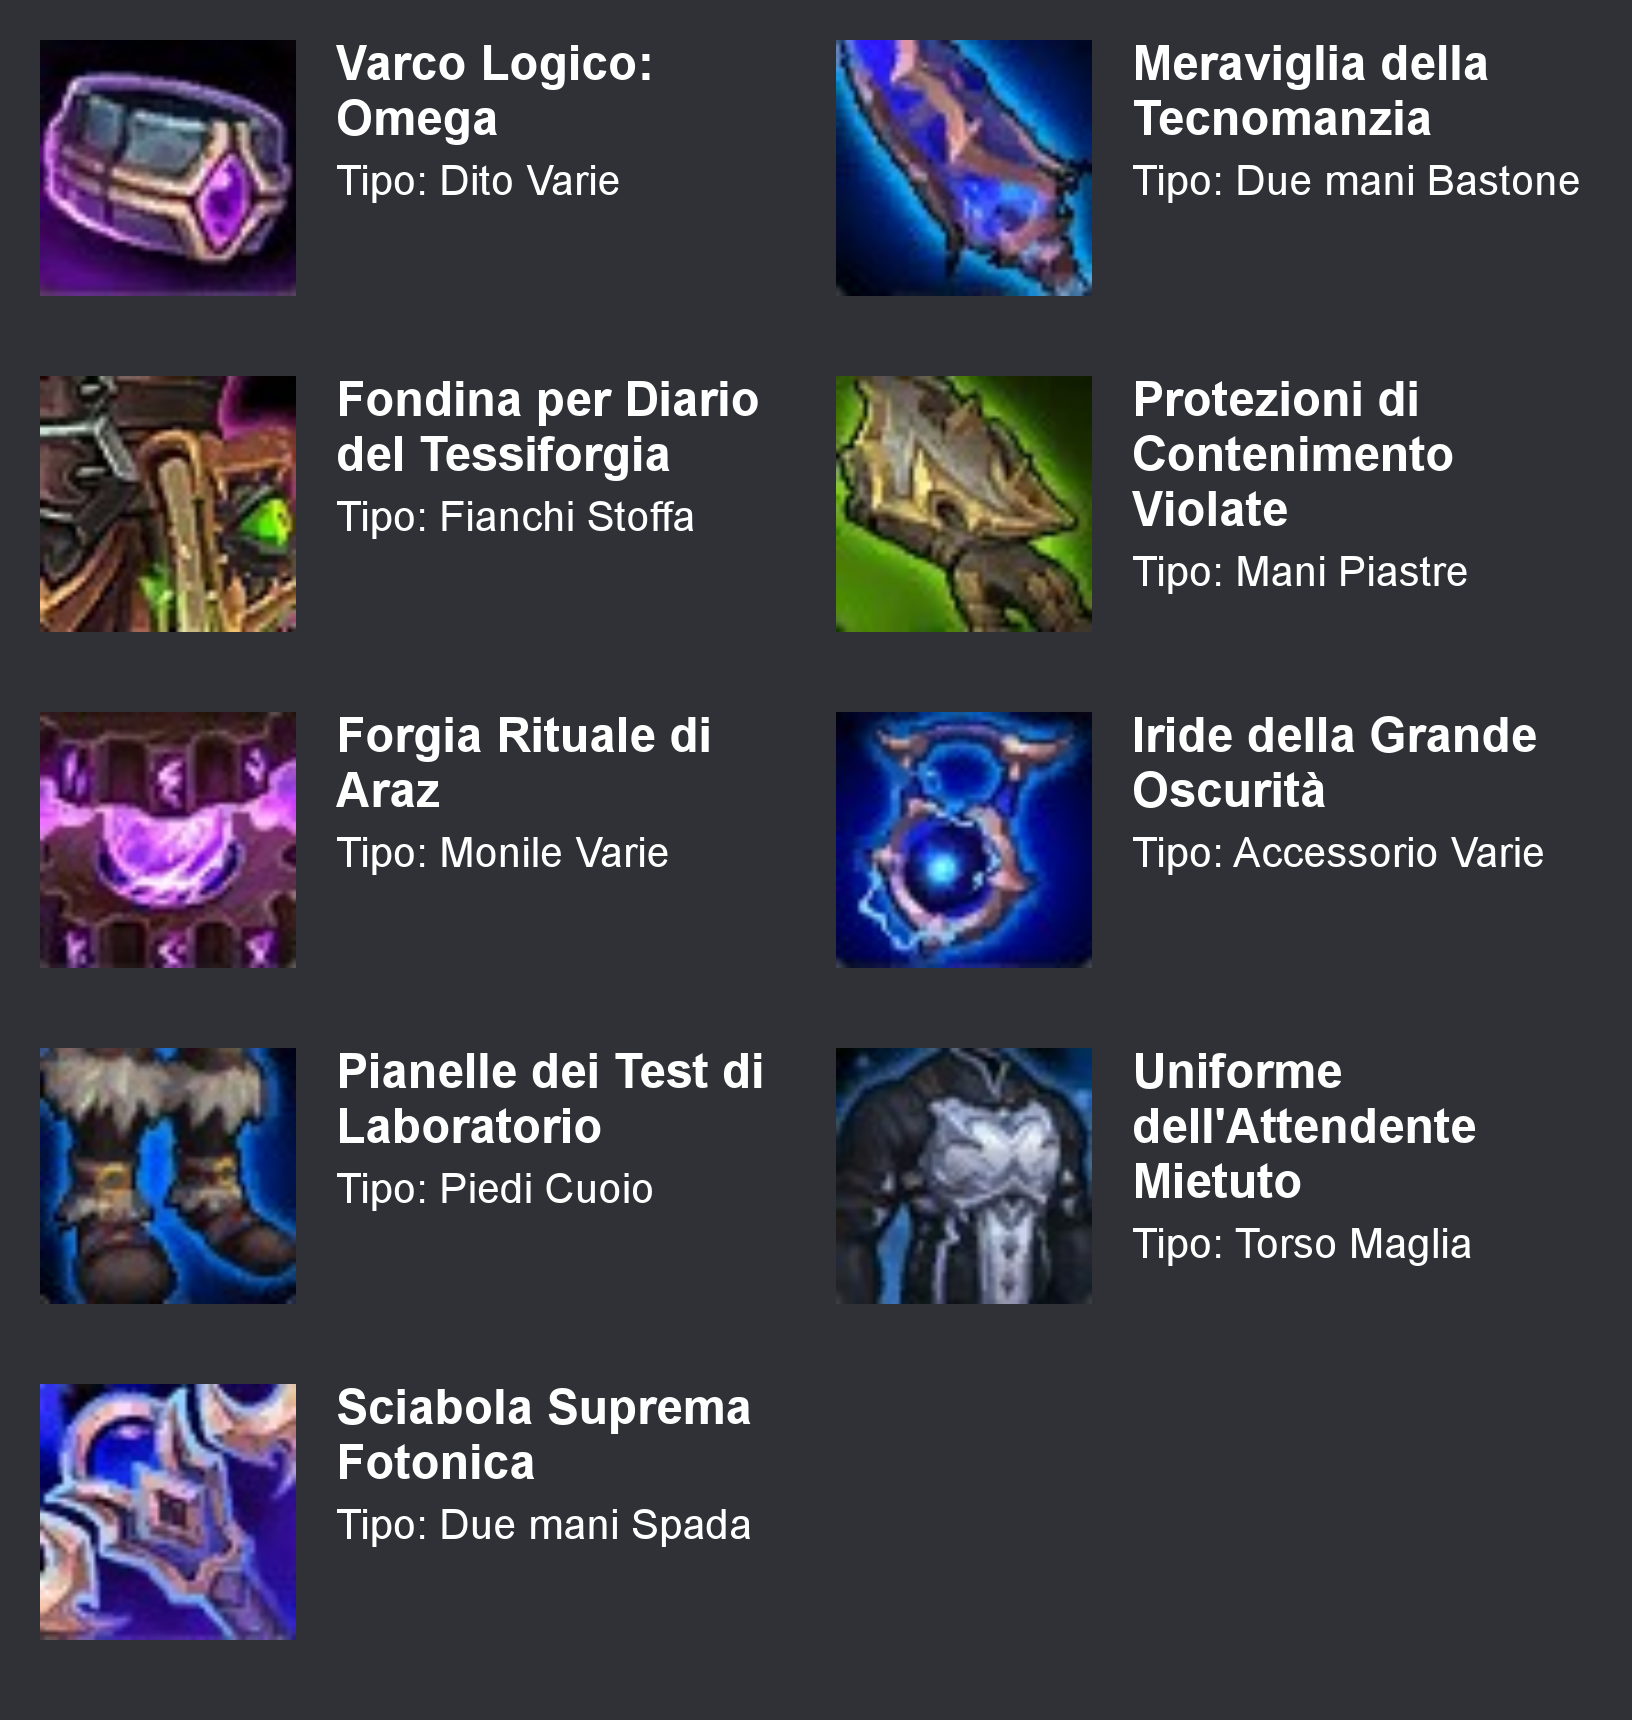 Varco Logico:
Omega
Tipo: Dito Varie
Meraviglia della
Tecnomanzia
Tipo: Due mani Bastone
Fondina per Diario
del Tessiforgia
Tipo: Fianchi Stoffa
Protezioni di
Contenimento
Violate
Tipo: Mani Piastre
Forgia Rituale di
Araz
Tipo: Monile Varie
Iride della Grande
Oscurità
Tipo: Accessorio Varie
Pianelle dei Test di
Laboratorio
Tipo: Piedi Cuoio
Uniforme
dell'Attendente
Mietuto
Tipo: Torso Maglia
Sciabola Suprema
Fotonica
Tipo: Due mani Spada